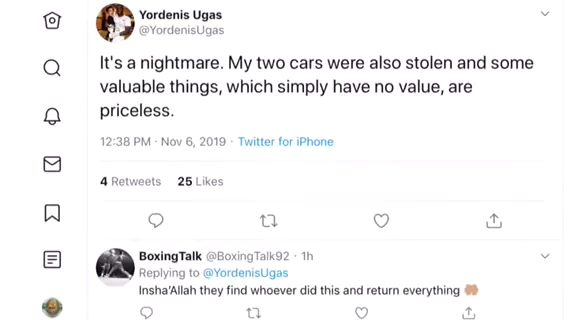 Yordenis Ugas
@YordenisUgas
It's a nightmare. My two cars were also stolen and some
valuable things, which simply have no value, are
priceless.
12:38 PM · Nov 6, 2019 · Twitter for iPhone
4 Retweets 25 Likes
BoxingTalk @BoxingTalk92 · 1h
Replying to @YordenisUgas
Insha'Allah they find whoever did this and return everything 🤲🏽